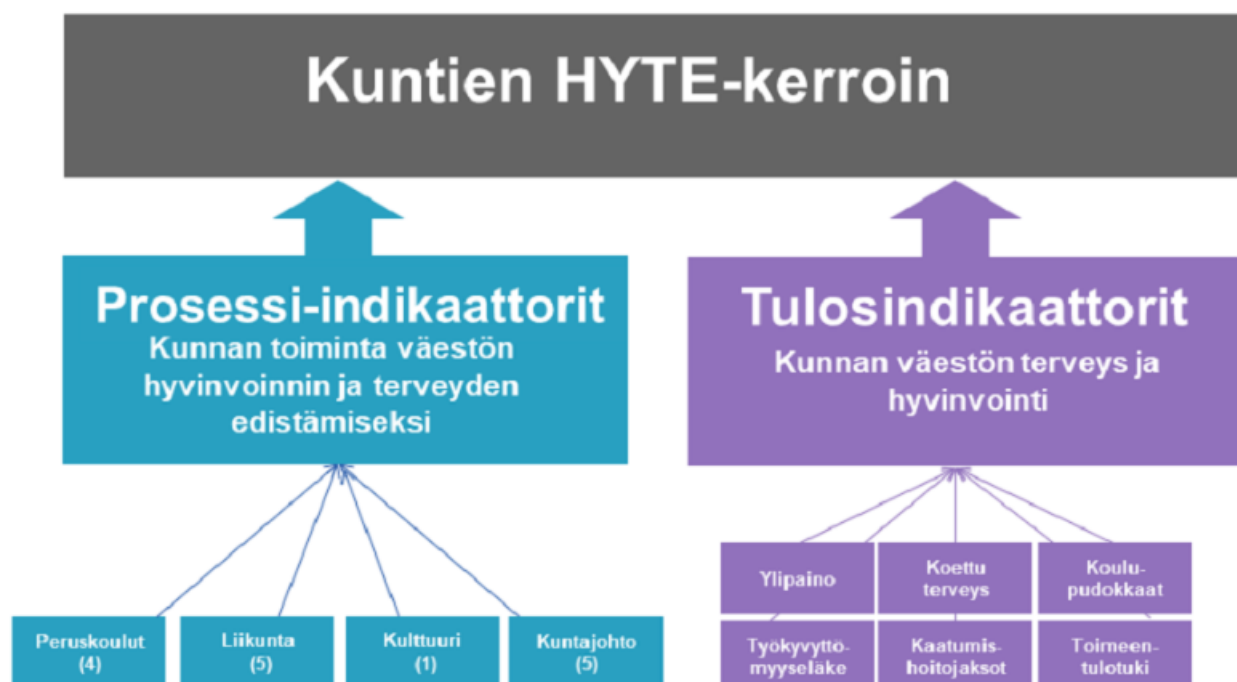 Kuntien HYTE-kerroin
Prosessi-indikaattorit
Kunnan toiminta väestön
hyvinvoinnin ja terveyden
edistämiseksi
Tulosindikaattorit
Kunnan väestön terveys ja
hyvinvointi
Peruskoulut
(4)
Liikunta
(5)
Kulttuuri
(1)
Kuntajohto
(5)
Ylipaino
Koettu
terveys
Koulu-
pudokkaat
Työkyvyttö-
myyseläke
Kaatumis-
hoitojaksot
Toimeen-
tulotuki